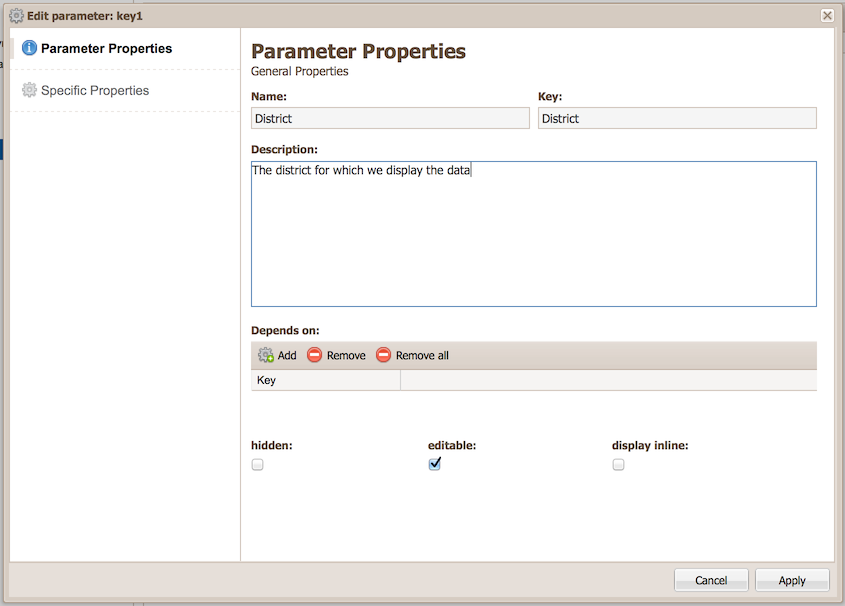 Edit parameter: key1
Parameter Properties
Specific Properties
Parameter Properties
General Properties
Name: Key:
District District
Description:
The district for which we display the data
Depends on:
Add Remove Remove all
Key
hidden: editable: display inline:
Cancel Apply